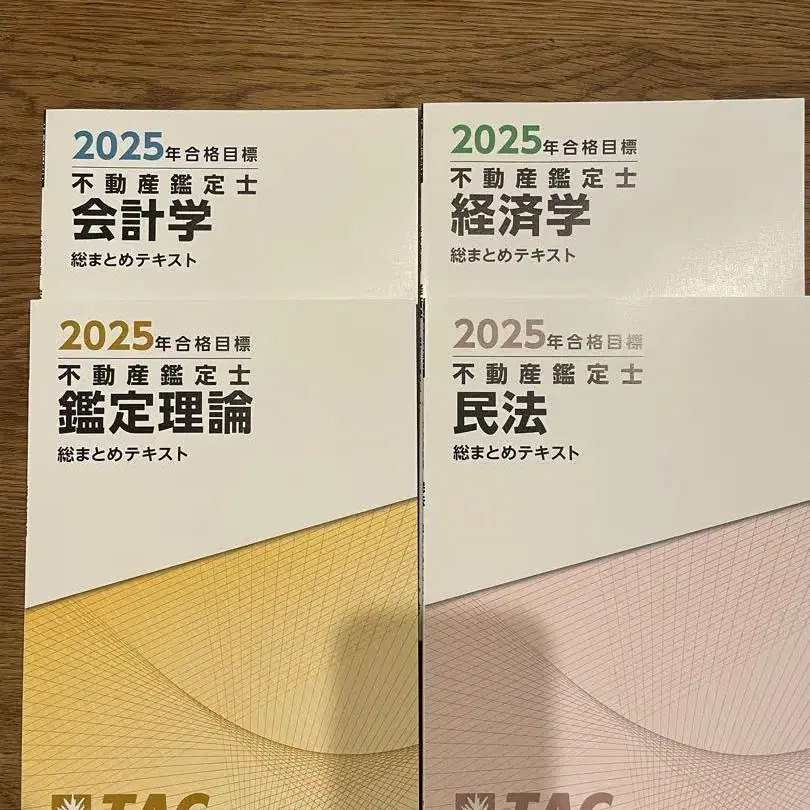 2025年合格目標
不動産鑑定士
会計学
総まとめテキスト
2025年合格目標
不動産鑑定士
経済学
総まとめテキスト
2025年合格目標
不動産鑑定士
鑑定理論
総まとめテキスト
TAC
2025年合格目標
不動産鑑定士
民法
総まとめテキスト
TAC